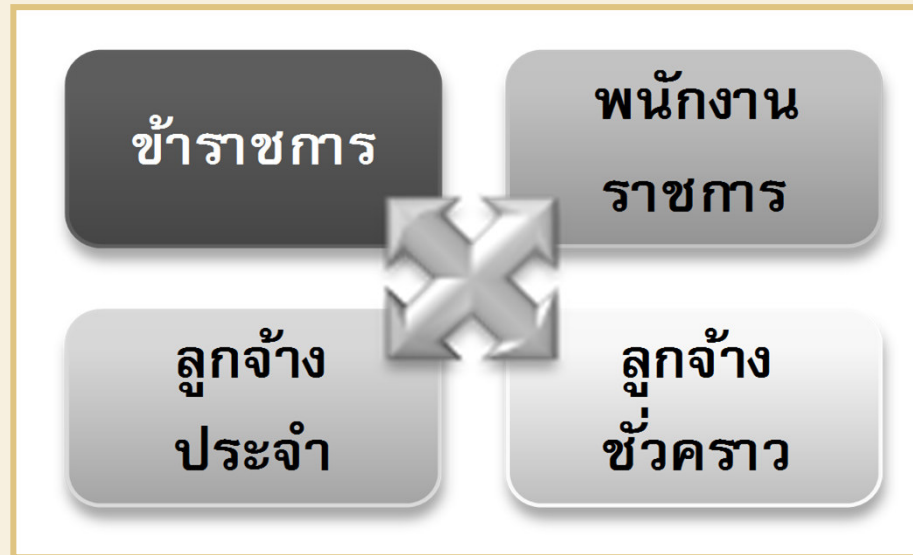 ข้าราชการ
พนักงาน
ราชการ
ลูกจ้าง
ประจำ
ลูกจ้าง
ชั่วคราว